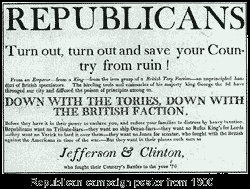 REPUBLICANS
Turn out, turn out and save your Coun-
try from ruin !
From an Emperor—from a King—from the iron grasp of a British Tory Faction—an unprincipled ban-
ditti of British speculators. The hireling tools and emissaries of his majesty king George the 3d have
thronged our city and diffused the poison of principles among us.
DOWN WITH THE TORIES, DOWN WITH
THE BRITISH FACTION,
Before they have it in their power to enslave you, and reduce your families to distress by heavy taxation.
Republicans want no Tribute-liars—they want no ship Ocean-liars—they want no Rufus King's for Lords
—they want no Varick to lord it over them—they want no Jones for senator, who fought with the British
against the Americans in time of the war.—But they want in their places such men as
Jefferson & Clinton,
who fought their Country's Battles in the year '76
Republican campaign poster from 1800